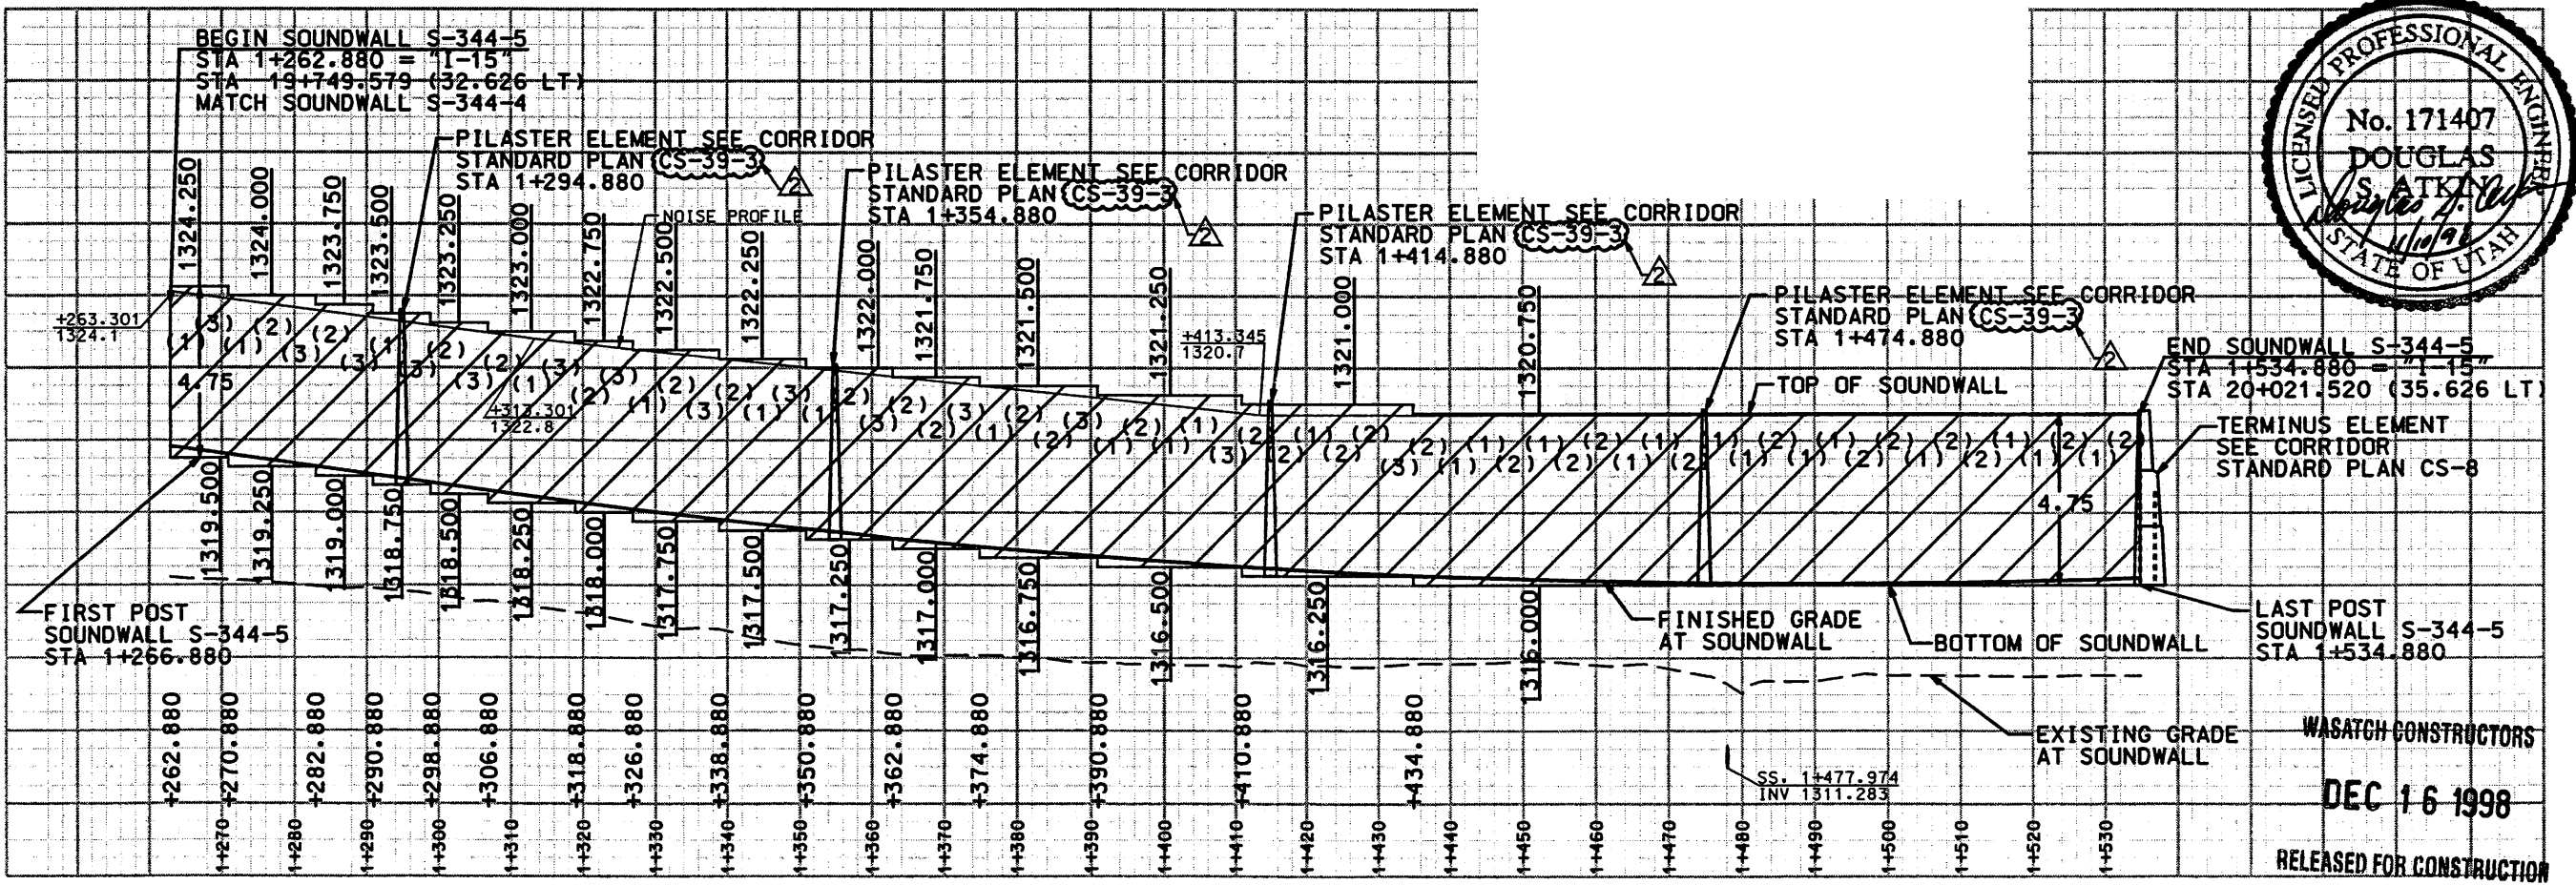 BEGIN SOUNDWALL S-344-5
STA 1+262.880 = "I-15"
STA 19+749.579 (32.626 LT)
MATCH SOUNDWALL S-344-4
PILASTER ELEMENT SEE CORRIDOR
STANDARD PLAN CS-39-3
STA 1+294.880
2
PILASTER ELEMENT SEE CORRIDOR
STANDARD PLAN CS-39-3
STA 1+354.880
2
PILASTER ELEMENT SEE CORRIDOR
STANDARD PLAN CS-39-3
STA 1+414.880
2
PILASTER ELEMENT SEE CORRIDOR
STANDARD PLAN CS-39-3
STA 1+474.880
2
LICENSED PROFESSIONAL ENGINEER
No. 171407
DOUGLAS
S. ATKIN
STATE OF UTAH
NOISE PROFILE
1324.250
1324.000
1323.750
1323.500
1323.250
1323.000
1322.750
1322.500
1322.250
1322.000
1321.750
1321.500
1321.250
1321.000
1320.750
+263.301
1324.1
+313.301
1322.8
+413.345
1320.7
4.75
4.75
TOP OF SOUNDWALL
END SOUNDWALL S-344-5
STA 1+534.880 = "I-15"
STA 20+021.520 (35.626 LT)
TERMINUS ELEMENT
SEE CORRIDOR
STANDARD PLAN CS-8
1319.500
1319.250
1319.000
1318.750
1318.500
1318.250
1318.000
1317.750
1317.500
1317.250
1317.000
1316.750
1316.500
1316.250
1316.000
FIRST POST
SOUNDWALL S-344-5
STA 1+266.880
FINISHED GRADE
AT SOUNDWALL
BOTTOM OF SOUNDWALL
LAST POST
SOUNDWALL S-344-5
STA 1+534.880
EXISTING GRADE
AT SOUNDWALL
SS. 1+477.974
INV 1311.283
+262.880
+270.880
+282.880
+290.880
+298.880
+306.880
+318.880
+326.880
+338.880
+350.880
+362.880
+374.880
+390.880
+410.880
+434.880
1+270
1+280
1+290
1+300
1+310
1+320
1+330
1+340
1+350
1+360
1+370
1+380
1+390
1+400
1+410
1+420
1+430
1+440
1+450
1+460
1+470
1+480
1+490
1+500
1+510
1+520
1+530
WASATCH CONSTRUCTORS
DEC 16 1998
RELEASED FOR CONSTRUCTION